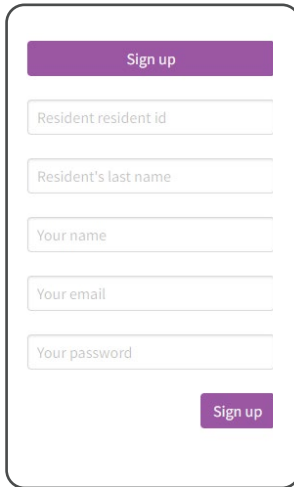 Sign up
Resident resident id
Resident's last name
Your name
Your email
Your password
Sign up